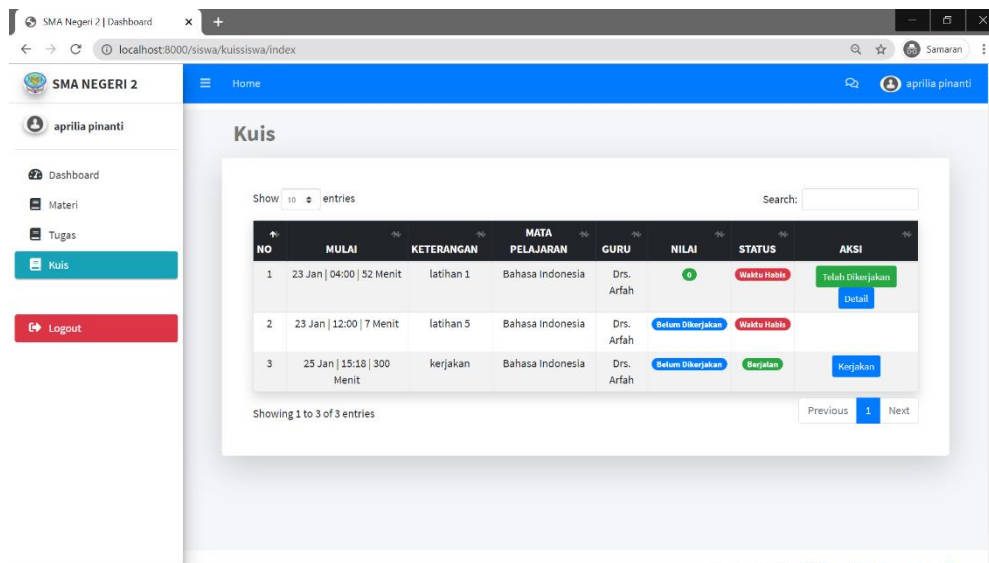 SMA Negeri 2 | Dashboard
localhost:8000/siswa/kuissiswa/index
Samaran
SMA NEGERI 2
Home
aprilia pinanti
aprilia pinanti
Dashboard
Materi
Tugas
Kuis
Logout
Kuis
Show 10 entries
Search:
NO MULAI KETERANGAN MATA PELAJARAN GURU NILAI STATUS AKSI
1 23 Jan | 04:00 | 52 Menit latihan 1 Bahasa Indonesia Drs. Arfah 0 Waktu Habis Telah Dikerjakan
Detail
2 23 Jan | 12:00 | 7 Menit latihan 5 Bahasa Indonesia Drs. Arfah Belum Dikerjakan Waktu Habis
3 25 Jan | 15:18 | 300 Menit kerjakan Bahasa Indonesia Drs. Arfah Belum Dikerjakan Berjalan Kerjakan
Showing 1 to 3 of 3 entries
Previous 1 Next